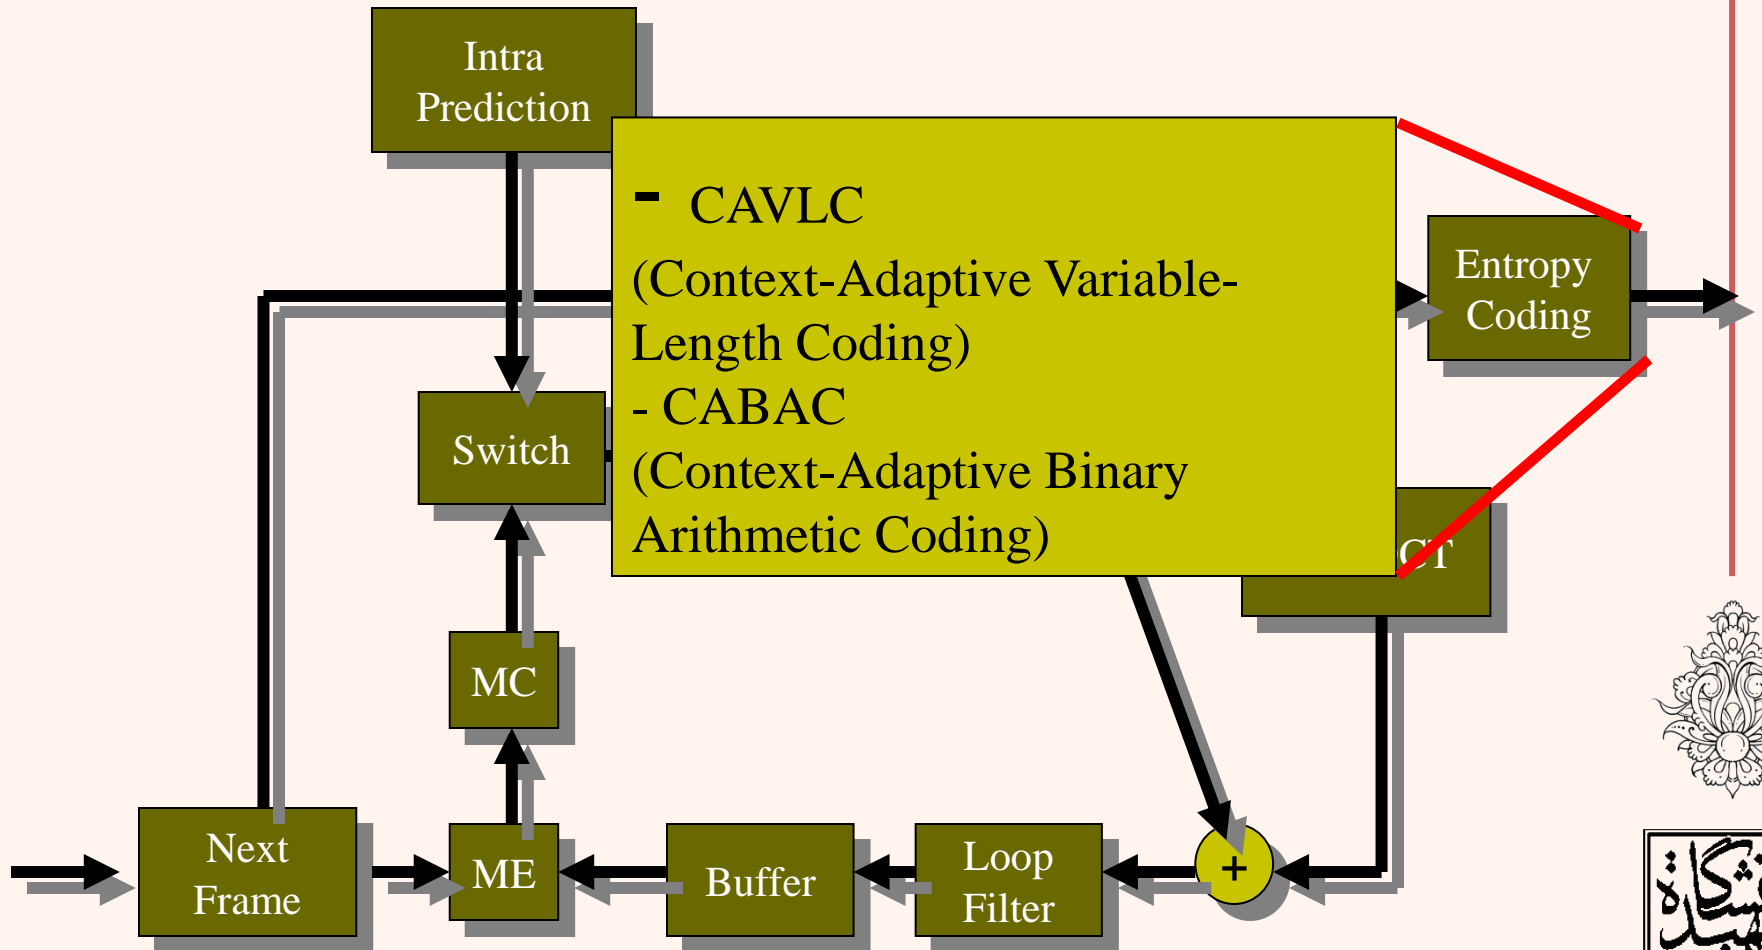 Intra
Prediction
- CAVLC
(Context-Adaptive Variable-
Length Coding)
- CABAC
(Context-Adaptive Binary
Arithmetic Coding)
Entropy
Coding
Switch
CT
MC
Next
Frame
ME
Buffer
Loop
Filter
+